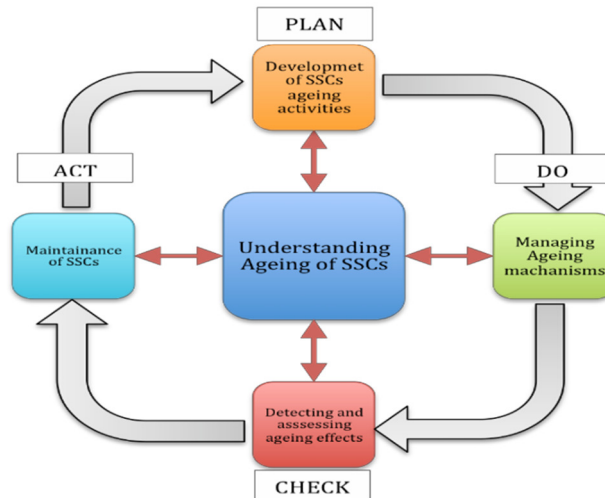 PLAN
Developmet
of SSCs
ageing
activities
ACT
DO
Maintainance
of SSCs
Understanding
Ageing of SSCs
Managing
Ageing
machanisms
Detecting and
asssessing
ageing effects
CHECK